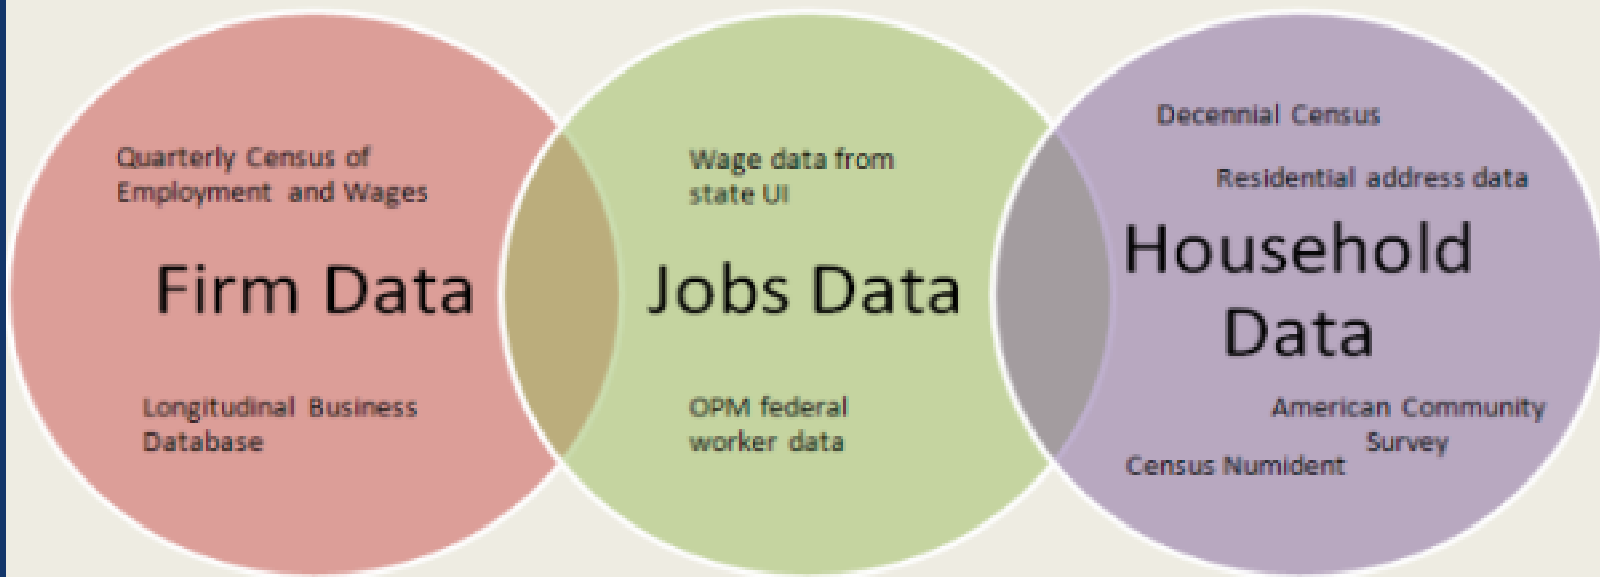 Quarterly Census of
Employment and Wages
Firm Data
Longitudinal Business
Database
Wage data from
state UI
Jobs Data
OPM federal
worker data
Decennial Census
Residential address data
Household
Data
American Community
Survey
Census Numident